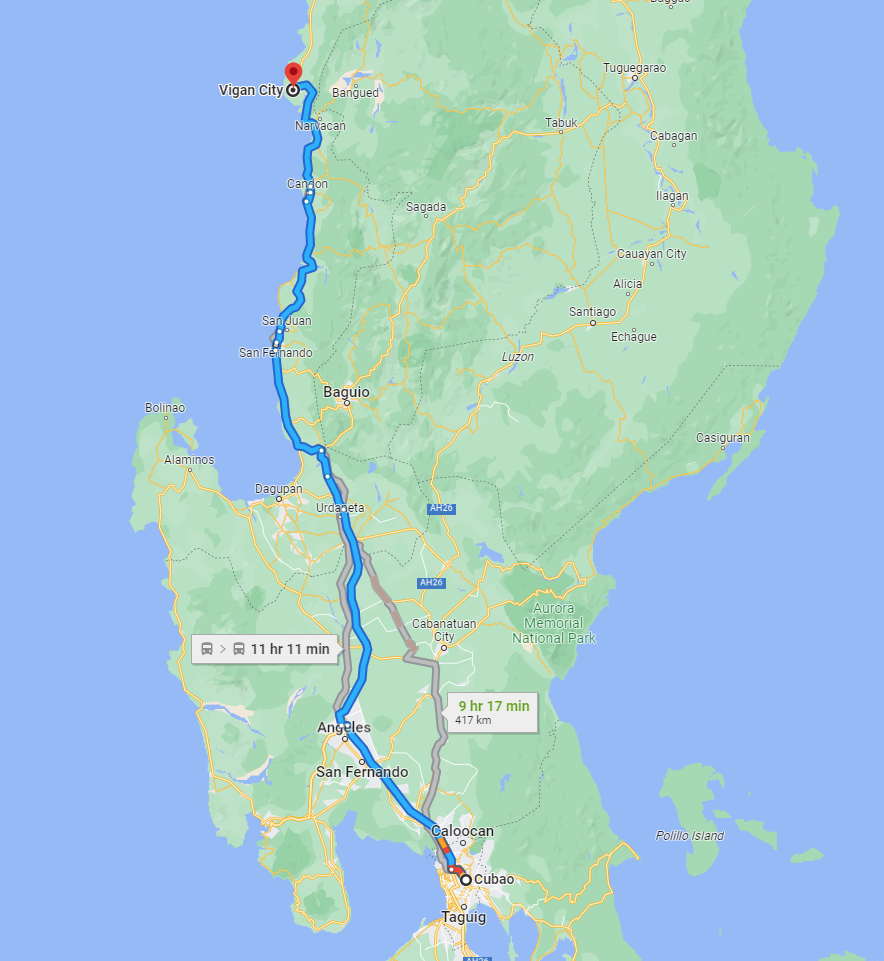 Baggao
Tuguegarao
Vigan City
Bangued
Narvacan
Tabuk
Cabagan
Candon
Sagada
Ilagan
Cauayan City
Alicia
San Juan
Santiago
Echague
San Fernando
Luzon
Baguio
Bolinao
Casiguran
Alaminos
Dagupan
Urdaneta
AH26
AH26
Aurora
Memorial
National Park
Cabanatuan
City
> 11 hr 11 min
9 hr 17 min
417 km
Angeles
San Fernando
Caloocan
Polillo Island
Cubao
Taguig
AH26